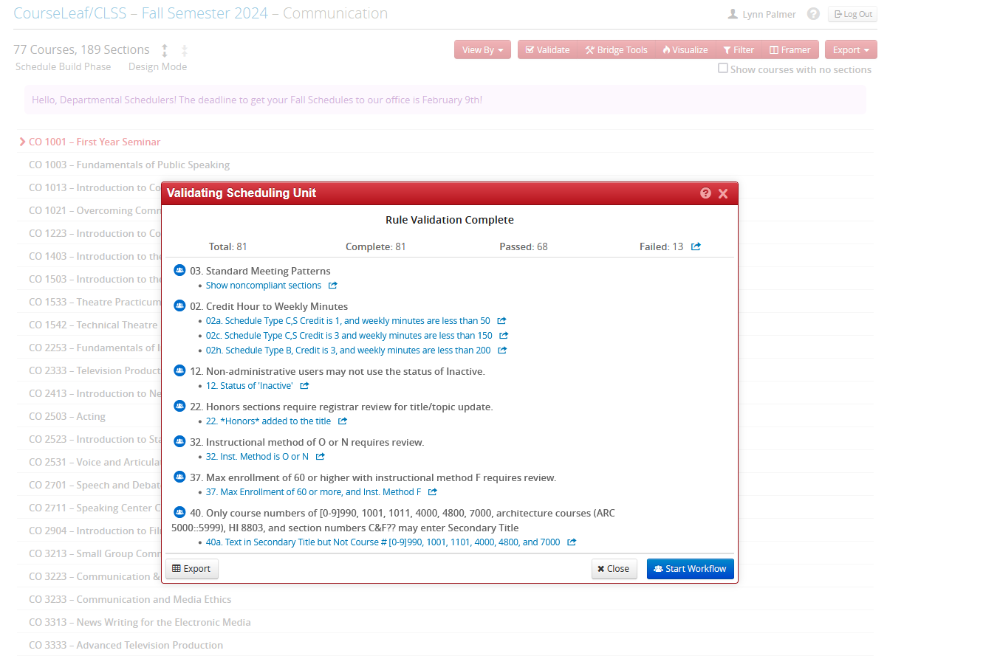 CourseLeaf/CLSS – Fall Semester 2024 – Communication
Lynn Palmer
?
Log Out
77 Courses, 189 Sections
View By
Validate
Bridge Tools
Visualize
Filter
Framer
Export
Schedule Build Phase
Design Mode
Show courses with no sections
Hello, Departmental Schedulers! The deadline to get your Fall Schedules to our office is February 9th!
CO 1001 – First Year Seminar
CO 1003 – Fundamentals of Public Speaking
CO 1013 – Introduction to Co
CO 1021 – Overcoming Comm
CO 1223 – Introduction to Co
CO 1403 – Introduction to the
CO 1503 – Introduction to the
CO 1533 – Theatre Practicum
CO 1542 – Technical Theatre
CO 2253 – Fundamentals of I
CO 2333 – Television Product
CO 2413 – Introduction to Ne
CO 2503 – Acting
CO 2523 – Introduction to Sta
CO 2531 – Voice and Articula
CO 2701 – Speech and Debat
CO 2711 – Speaking Center C
CO 2904 – Introduction to Fil
CO 3213 – Small Group Comm
CO 3223 – Communication &
CO 3233 – Communication and Media Ethics
CO 3313 – News Writing for the Electronic Media
CO 3333 – Advanced Television Production
Validating Scheduling Unit
?
Rule Validation Complete
Total: 81
Complete: 81
Passed: 68
Failed: 13
03. Standard Meeting Patterns
• Show noncompliant sections
02. Credit Hour to Weekly Minutes
• 02a. Schedule Type C,S Credit is 1, and weekly minutes are less than 50
• 02c. Schedule Type C,S Credit is 3 and weekly minutes are less than 150
• 02h. Schedule Type B, Credit is 3, and weekly minutes are less than 200
12. Non-administrative users may not use the status of Inactive.
• 12. Status of 'Inactive'
22. Honors sections require registrar review for title/topic update.
• 22. *Honors* added to the title
32. Instructional method of O or N requires review.
• 32. Inst. Method is O or N
37. Max enrollment of 60 or higher with instructional method F requires review.
• 37. Max Enrollment of 60 or more, and Inst. Method F
40. Only course numbers of [0-9]990, 1001, 1011, 4000, 4800, 7000, architecture courses (ARC
5000::5999), HI 8803, and section numbers C&F?? may enter Secondary Title
• 40a. Text in Secondary Title but Not Course # [0-9]990, 1001, 1101, 4000, 4800, and 7000
Export
Close
Start Workflow